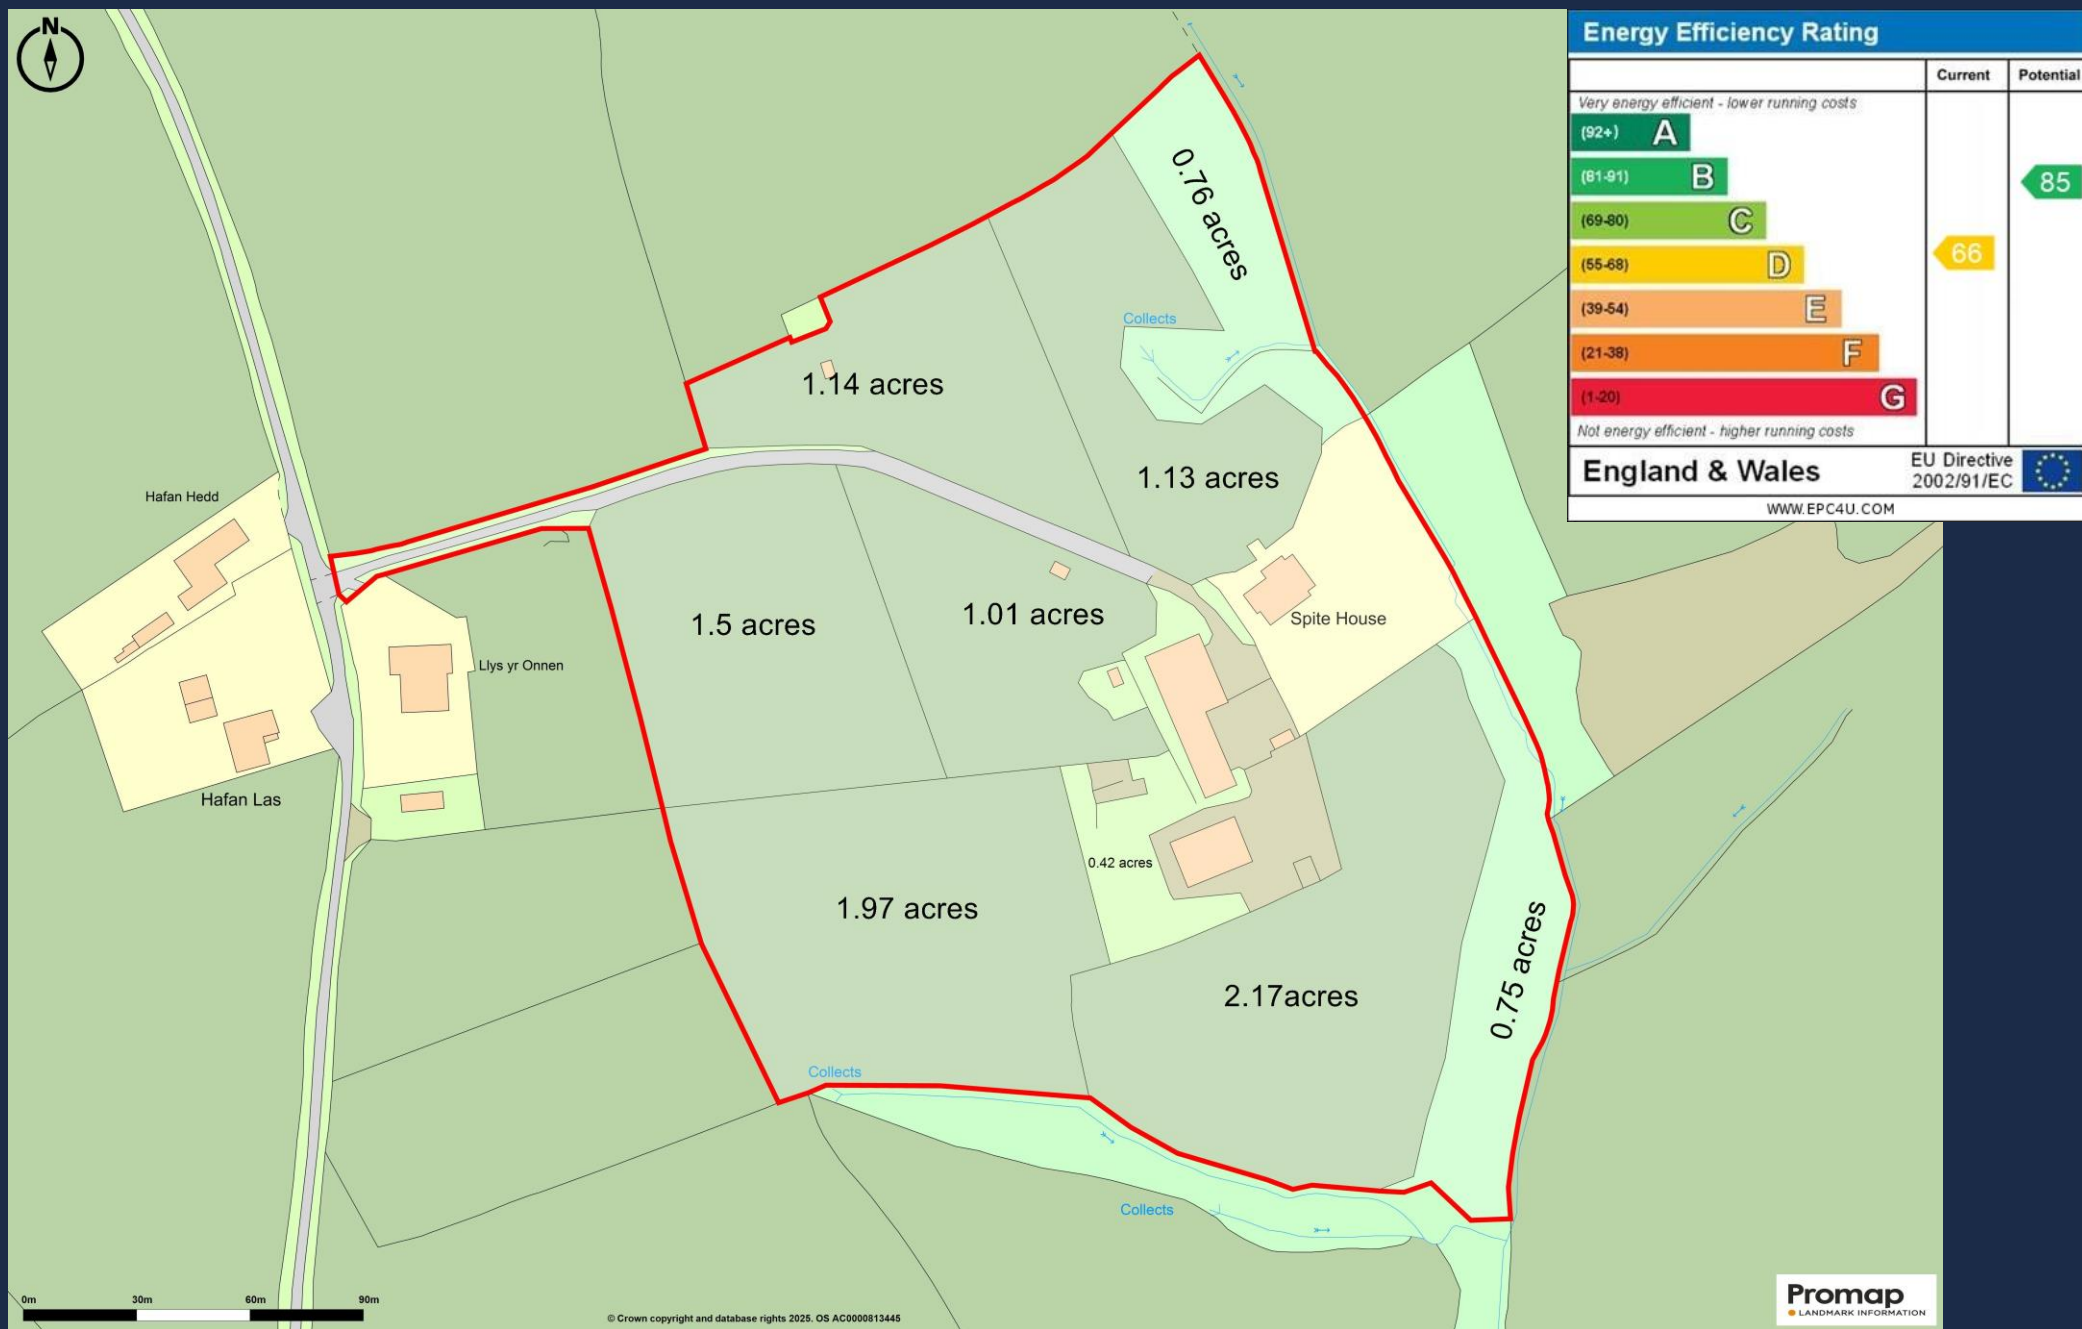 N
Energy Efficiency Rating
Current Potential
Very energy efficient - lower running costs
(92+) A
(81-91) B
85
(69-80) C
(55-68) D
66
(39-54) E
(21-38) F
(1-20) G
Not energy efficient - higher running costs
England & Wales
EU Directive
2002/91/EC
WWW.EPC4U.COM
0.76 acres
Collects
1.14 acres
1.13 acres
Hafan Hedd
1.5 acres
1.01 acres
Spite House
Llys yr Onnen
Hafan Las
0.42 acres
1.97 acres
2.17acres
0.75 acres
Collects
Collects
0m 30m 60m 90m
© Crown copyright and database rights 2025. OS AC0000813445
Promap
LANDMARK INFORMATION